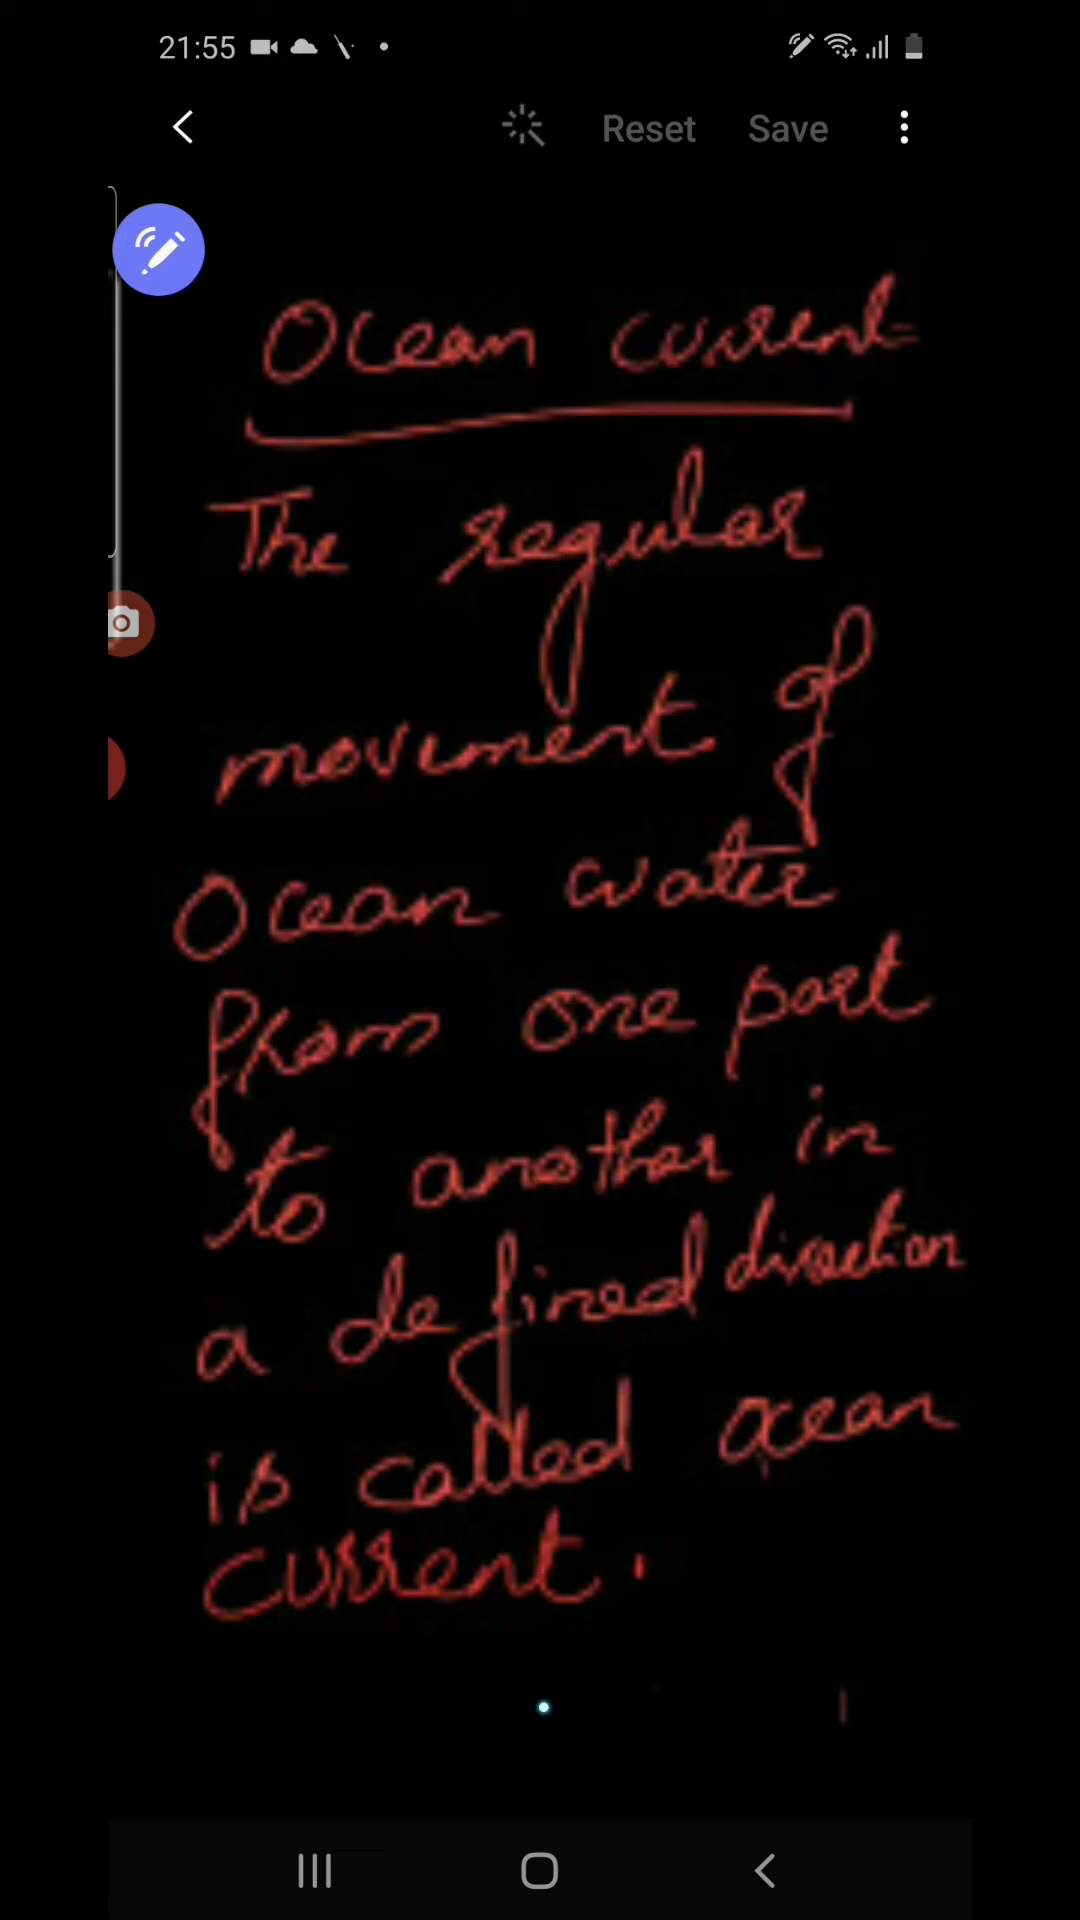 21:55
Reset Save
Ocean current
The regular
movement of
Ocean water
from one part
to another in
a defined direction
is called ocean
current.